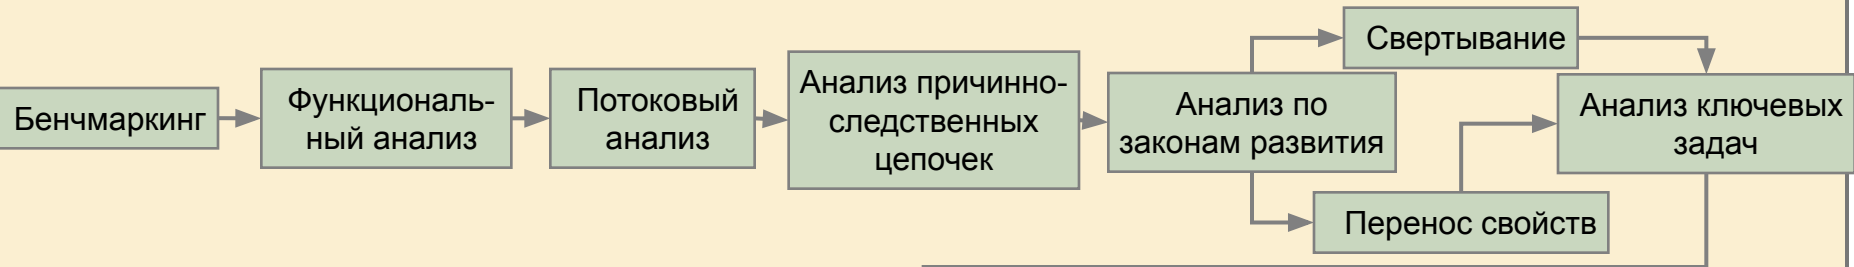 Бенчмаркинг
Функциональ-
ный анализ
Потоковый
анализ
Анализ причинно-
следственных
цепочек
Анализ по
законам развития
Свертывание
Перенос свойств
Анализ ключевых
задач